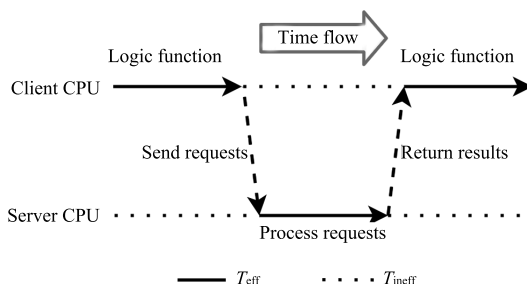 Time flow
Logic function
Logic function
Client CPU
Send requests
Return results
Server CPU
Process requests
Teff
Tineff